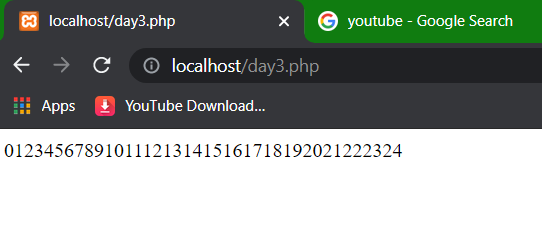 localhost/day3.php
youtube - Google Search
localhost/day3.php
Apps YouTube Download...
0123456789101112131415161718192021222324